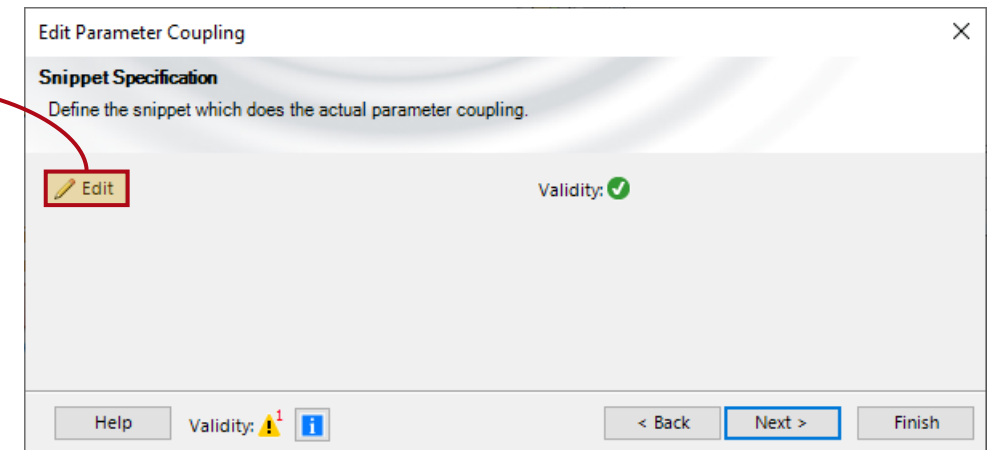 Edit Parameter Coupling
Snippet Specification
Define the snippet which does the actual parameter coupling.
Edit
Validity:
Help
Validity: 1
< Back
Next >
Finish